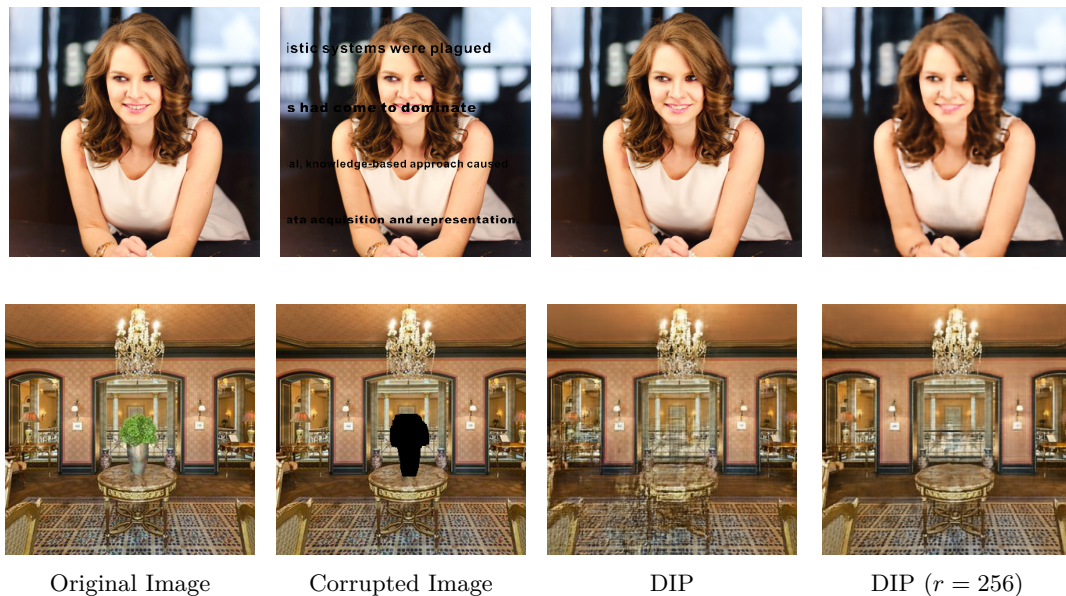 istic systems were plagued
s had come to dominate
al, knowledge-based approach caused
ata acquisition and representation,
Original Image
Corrupted Image
DIP
DIP (r = 256)